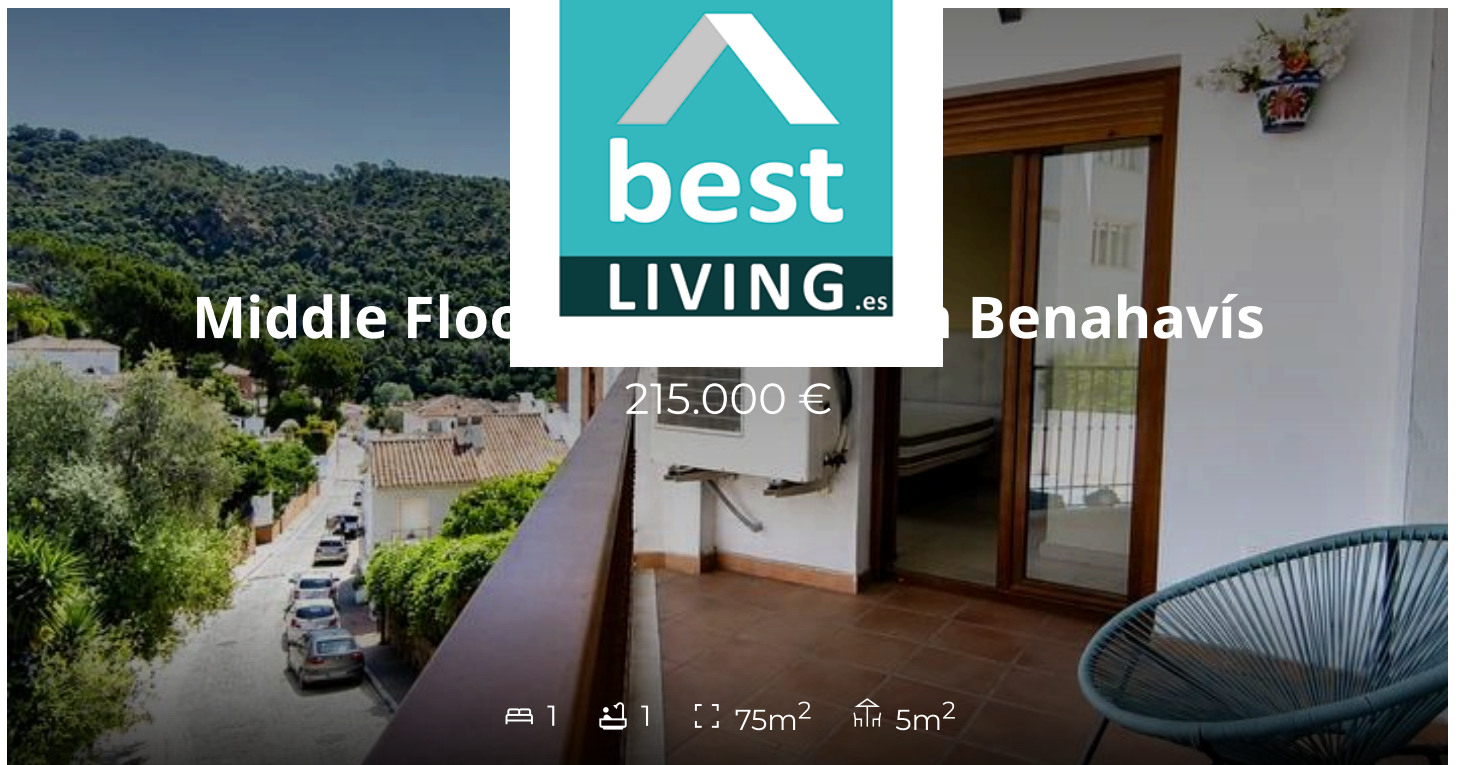 best
LIVING.es
Middle Floo Benahavís
215.000 €
1 1 75m² 5m²